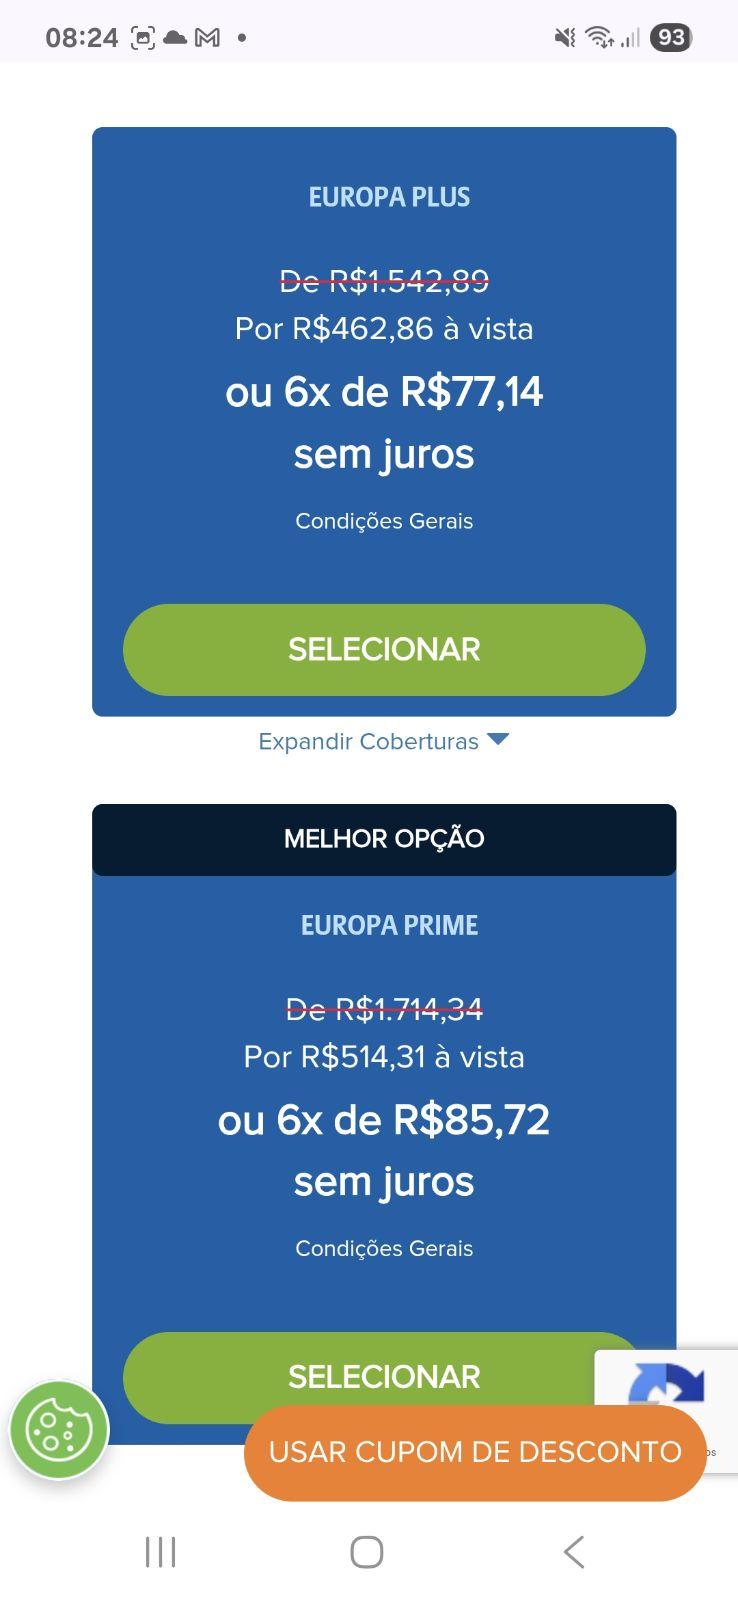 08:24
93
EUROPA PLUS
De R$1.542,89
Por R$462,86 à vista
ou 6x de R$77,14
sem juros
Condições Gerais
SELECIONAR
Expandir Coberturas
MELHOR OPÇÃO
EUROPA PRIME
De R$1.714,34
Por R$514,31 à vista
ou 6x de R$85,72
sem juros
Condições Gerais
SELECIONAR
USAR CUPOM DE DESCONTO